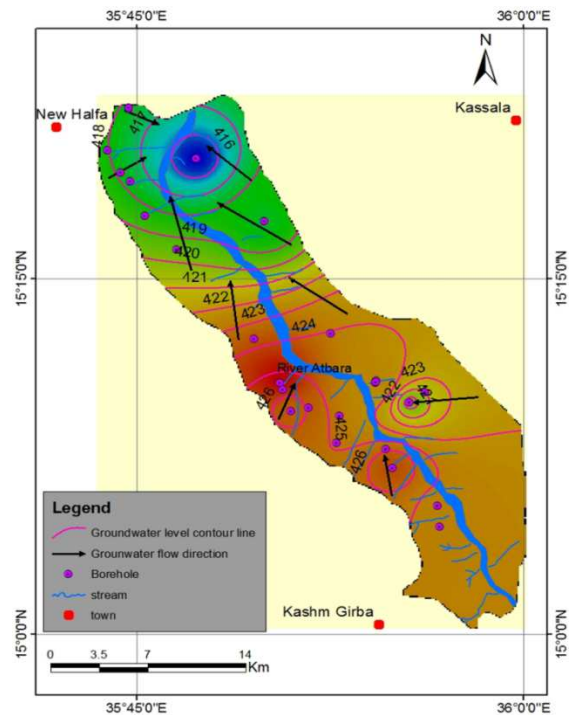 35°45'0"E
36°0'0"E
N
New Halfa
Kassala
417
418
416
419
420
421
422
423
424
15°15'0"N
15°15'0"N
River Atbara
423
422
426
425
426
Legend
Groundwater level contour line
Grounwater flow direction
Borehole
stream
town
Kashm Girba
15°0'0"N
15°0'0"N
0 3.5 7 14
Km
35°45'0"E
36°0'0"E